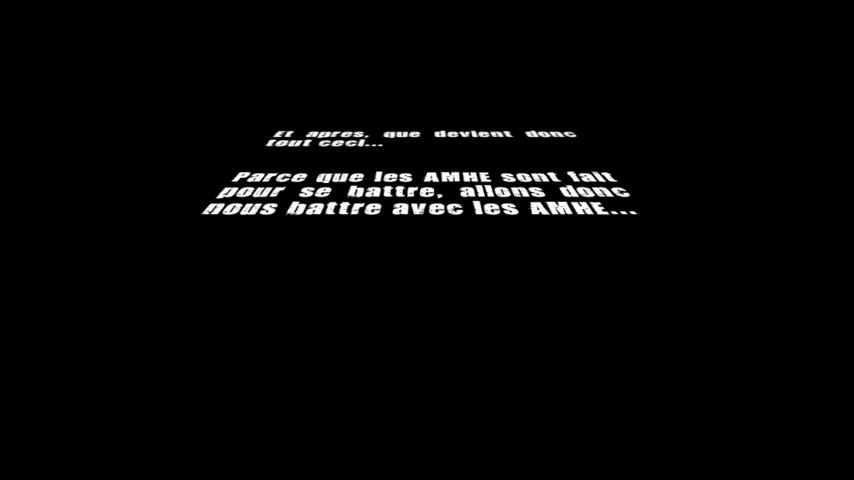 Et apres, que devient donc
tout ceci...
Parce que les AMHE sont fait
pour se battre, allons donc
nous battre avec les AMHE...